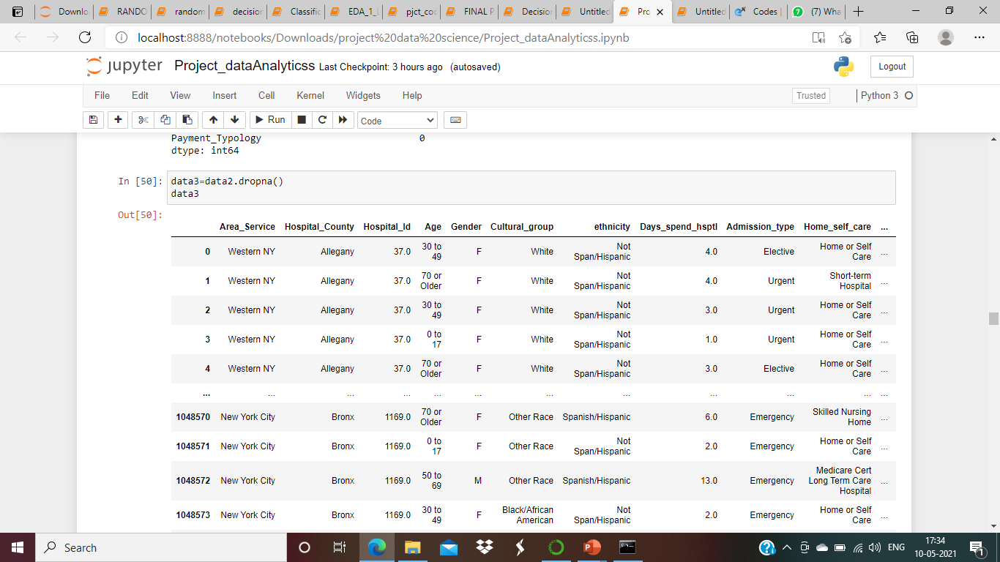 Downlo RANDO random decision Classific EDA_1_L pjct_coc FINAL P Decision Untitled Pro Untitled Codes | (7) Wha
localhost:8888/notebooks/Downloads/project%20data%20science/Project_dataAnalyticss.ipynb
jupyter Project_dataAnalyticss Last Checkpoint: 3 hours ago (autosaved) Logout
File Edit View Insert Cell Kernel Widgets Help Trusted Python 3
Run Code
Payment_Typology 0
dtype: int64
In [50]: data3=data2.dropna()
data3
Out[50]:
Area_Service Hospital_County Hospital_Id Age Gender Cultural_group ethnicity Days_spend_hsptl Admission_type Home_self_care ...
0 Western NY Allegany 37.0 30 to 49 F White Not Span/Hispanic 4.0 Elective Home or Self Care ...
1 Western NY Allegany 37.0 70 or Older F White Not Span/Hispanic 4.0 Urgent Short-term Hospital ...
2 Western NY Allegany 37.0 30 to 49 F White Not Span/Hispanic 3.0 Urgent Home or Self Care ...
3 Western NY Allegany 37.0 0 to 17 F White Not Span/Hispanic 1.0 Urgent Home or Self Care ...
4 Western NY Allegany 37.0 70 or Older F White Not Span/Hispanic 3.0 Elective Home or Self Care ...
... ... ... ... ... ... ... ... ... ... ... ...
1048570 New York City Bronx 1169.0 70 or Older F Other Race Spanish/Hispanic 6.0 Emergency Skilled Nursing Home ...
1048571 New York City Bronx 1169.0 0 to 17 F Other Race Not Span/Hispanic 2.0 Emergency Home or Self Care ...
1048572 New York City Bronx 1169.0 50 to 69 M Other Race Spanish/Hispanic 13.0 Emergency Medicare Cert Long Term Care Hospital ...
1048573 New York City Bronx 1169.0 30 to 49 F Black/African American Not Span/Hispanic 2.0 Emergency Home or Self Care ...
Search ENG 17:34
10-05-2021 1